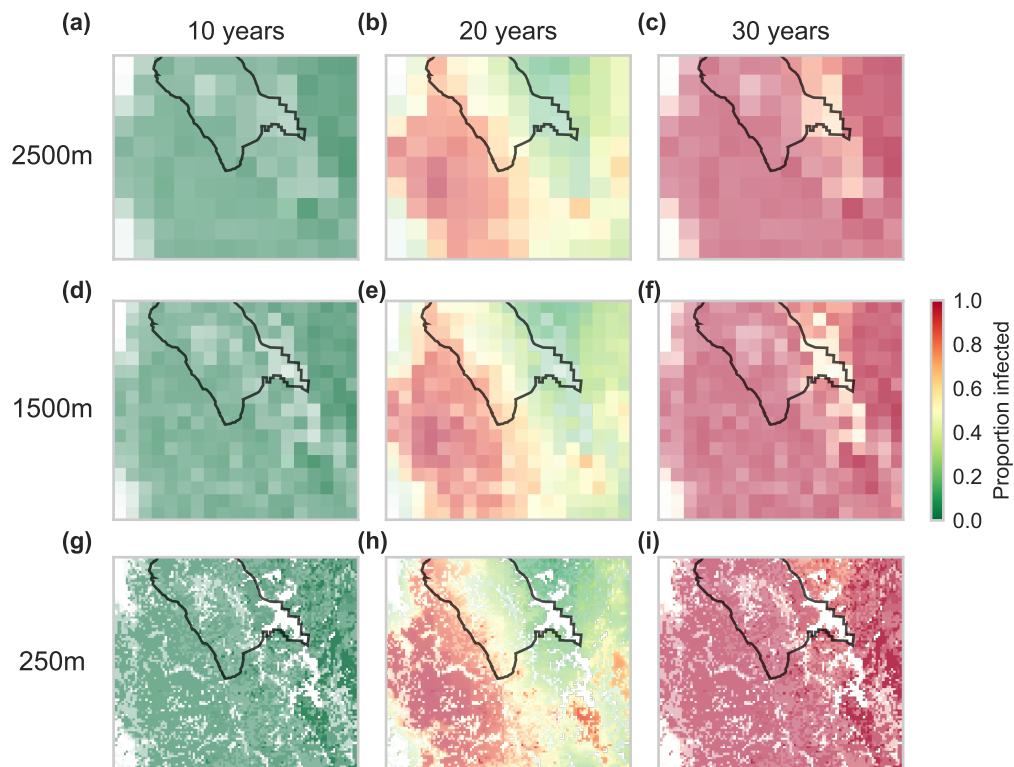 (a) 10 years (b) 20 years (c) 30 years
2500m
(d) (e) (f)
1500m
1.0
0.8
0.6
0.4
0.2
0.0
Proportion infected
(g) (h) (i)
250m